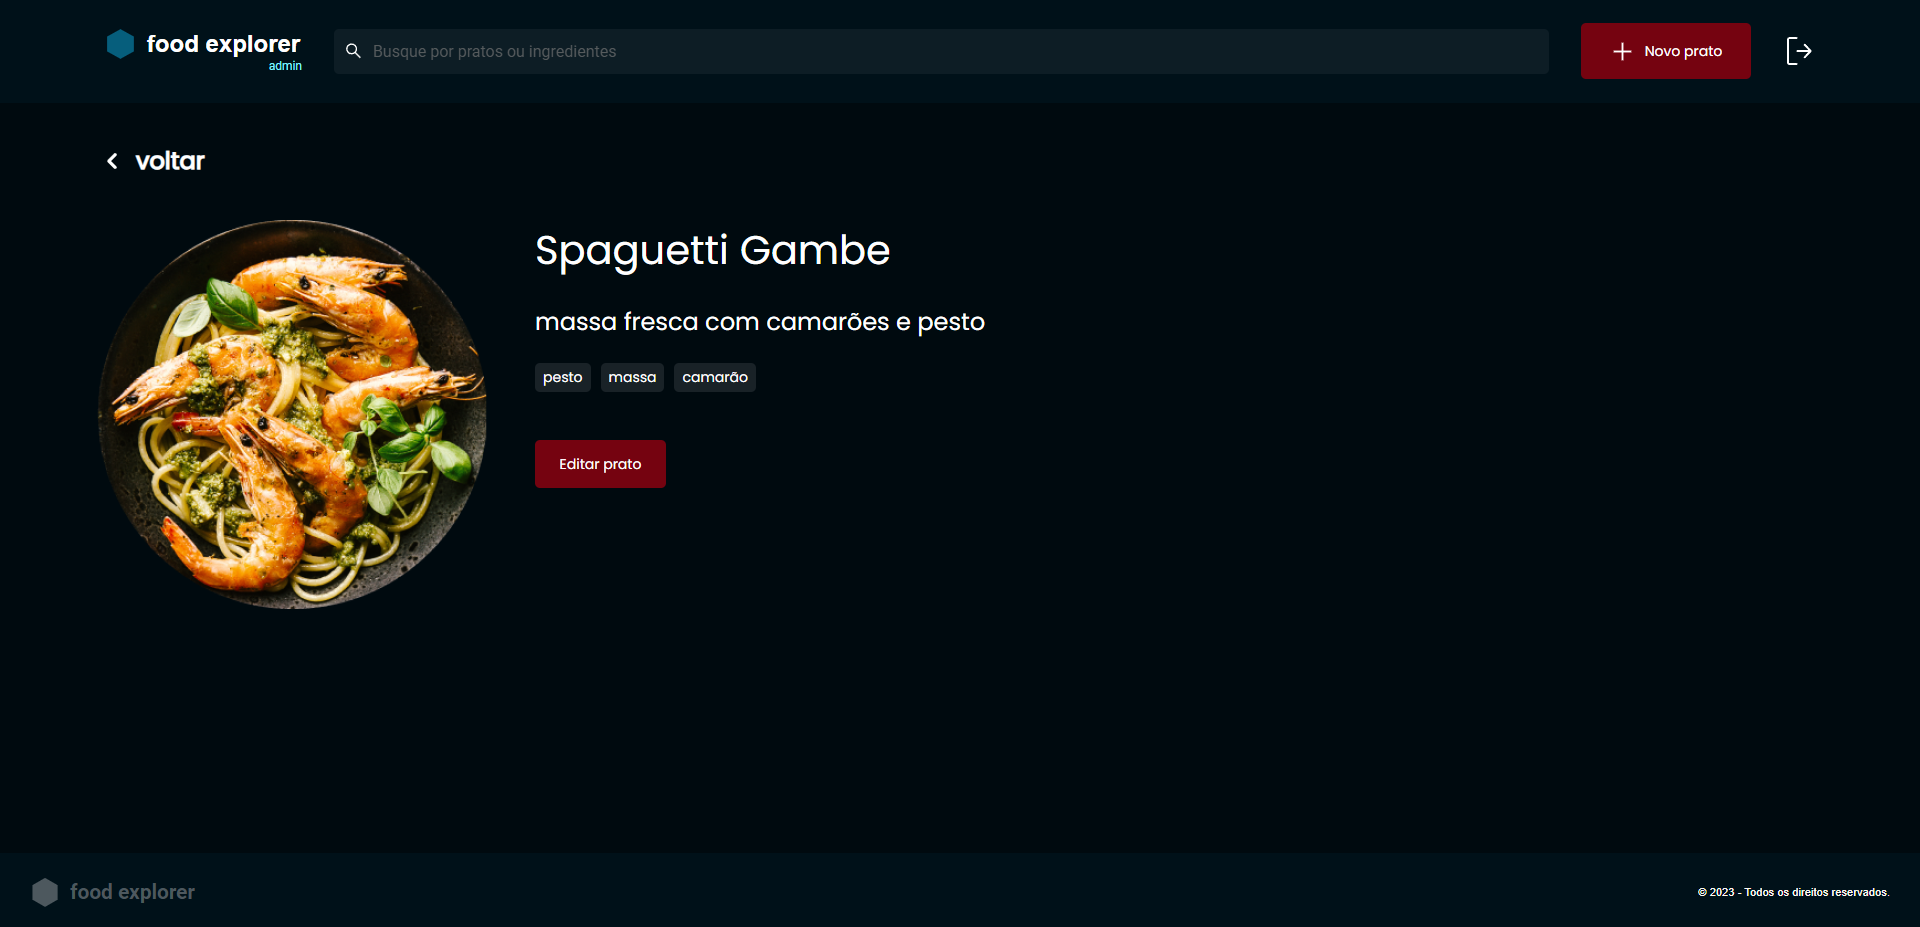 food explorer
admin
Busque por pratos ou ingredientes
Novo prato
voltar
Spaguetti Gambe
massa fresca com camarões e pesto
pesto massa camarão
Editar prato
food explorer
© 2023 - Todos os direitos reservados.